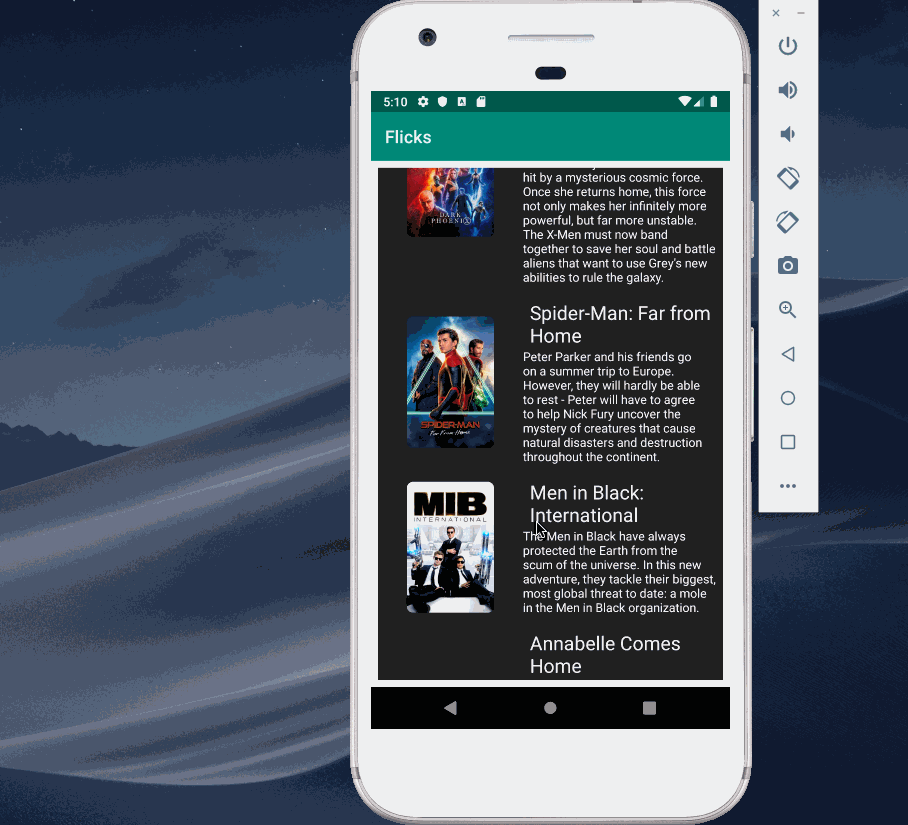 5:10
Flicks
DARK
PHOENIX
hit by a mysterious cosmic force.
Once she returns home, this force
not only makes her infinitely more
powerful, but far more unstable.
The X-Men must now band
together to save her soul and battle
aliens that want to use Grey's new
abilities to rule the galaxy.
Spider-Man: Far from
Home
Peter Parker and his friends go
on a summer trip to Europe.
However, they will hardly be able
to rest - Peter will have to agree
to help Nick Fury uncover the
mystery of creatures that cause
natural disasters and destruction
throughout the continent.
SPIDER-MAN
Far From Home
Men in Black:
International
The Men in Black have always
protected the Earth from the
scum of the universe. In this new
adventure, they tackle their biggest,
most global threat to date: a mole
in the Men in Black organization.
MIB
INTERNATIONAL
Annabelle Comes
Home